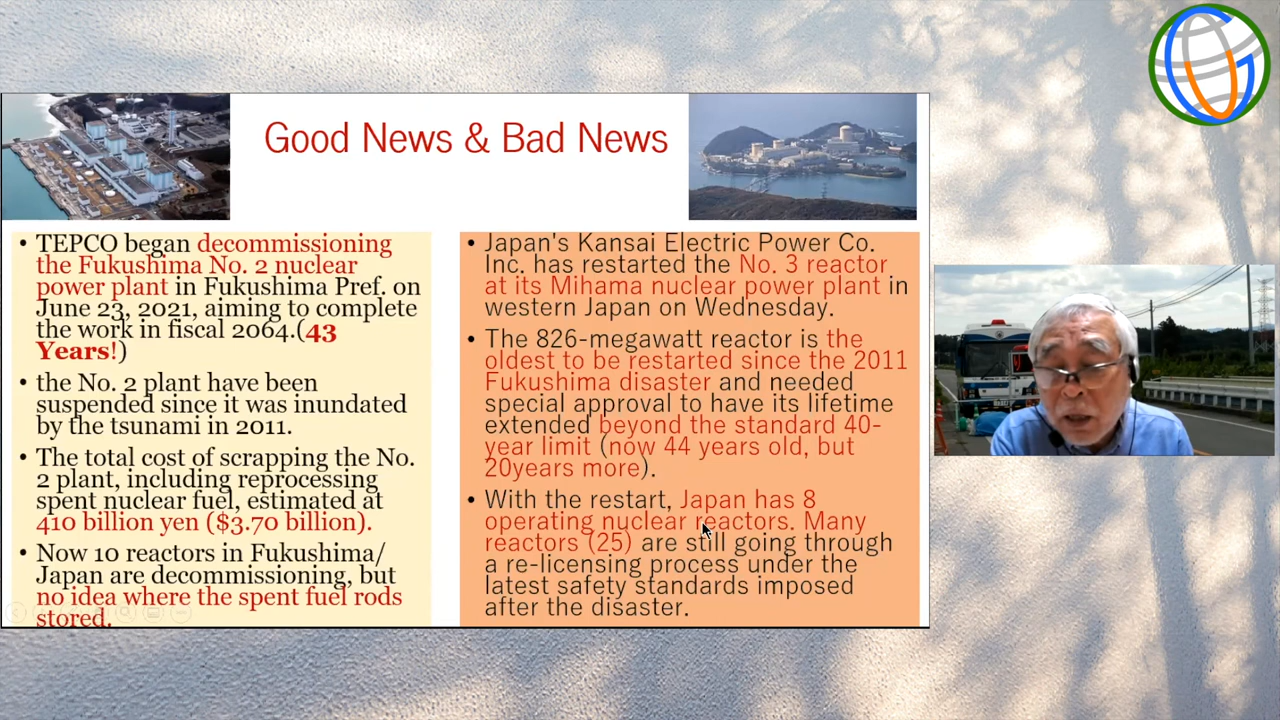 Good News & Bad News
• TEPCO began decommissioning
the Fukushima No. 2 nuclear
power plant in Fukushima Pref. on
June 23, 2021, aiming to complete
the work in fiscal 2064.(43
Years!)
• the No. 2 plant have been
suspended since it was inundated
by the tsunami in 2011.
• The total cost of scrapping the No.
2 plant, including reprocessing
spent nuclear fuel, estimated at
410 billion yen ($3.70 billion).
• Now 10 reactors in Fukushima/
Japan are decommissioning, but
no idea where the spent fuel rods
stored.
• Japan's Kansai Electric Power Co.
Inc. has restarted the No. 3 reactor
at its Mihama nuclear power plant in
western Japan on Wednesday.
• The 826-megawatt reactor is the
oldest to be restarted since the 2011
Fukushima disaster and needed
special approval to have its lifetime
extended beyond the standard 40-
year limit (now 44 years old, but
20years more).
• With the restart, Japan has 8
operating nuclear reactors. Many
reactors (25) are still going through
a re-licensing process under the
latest safety standards imposed
after the disaster.